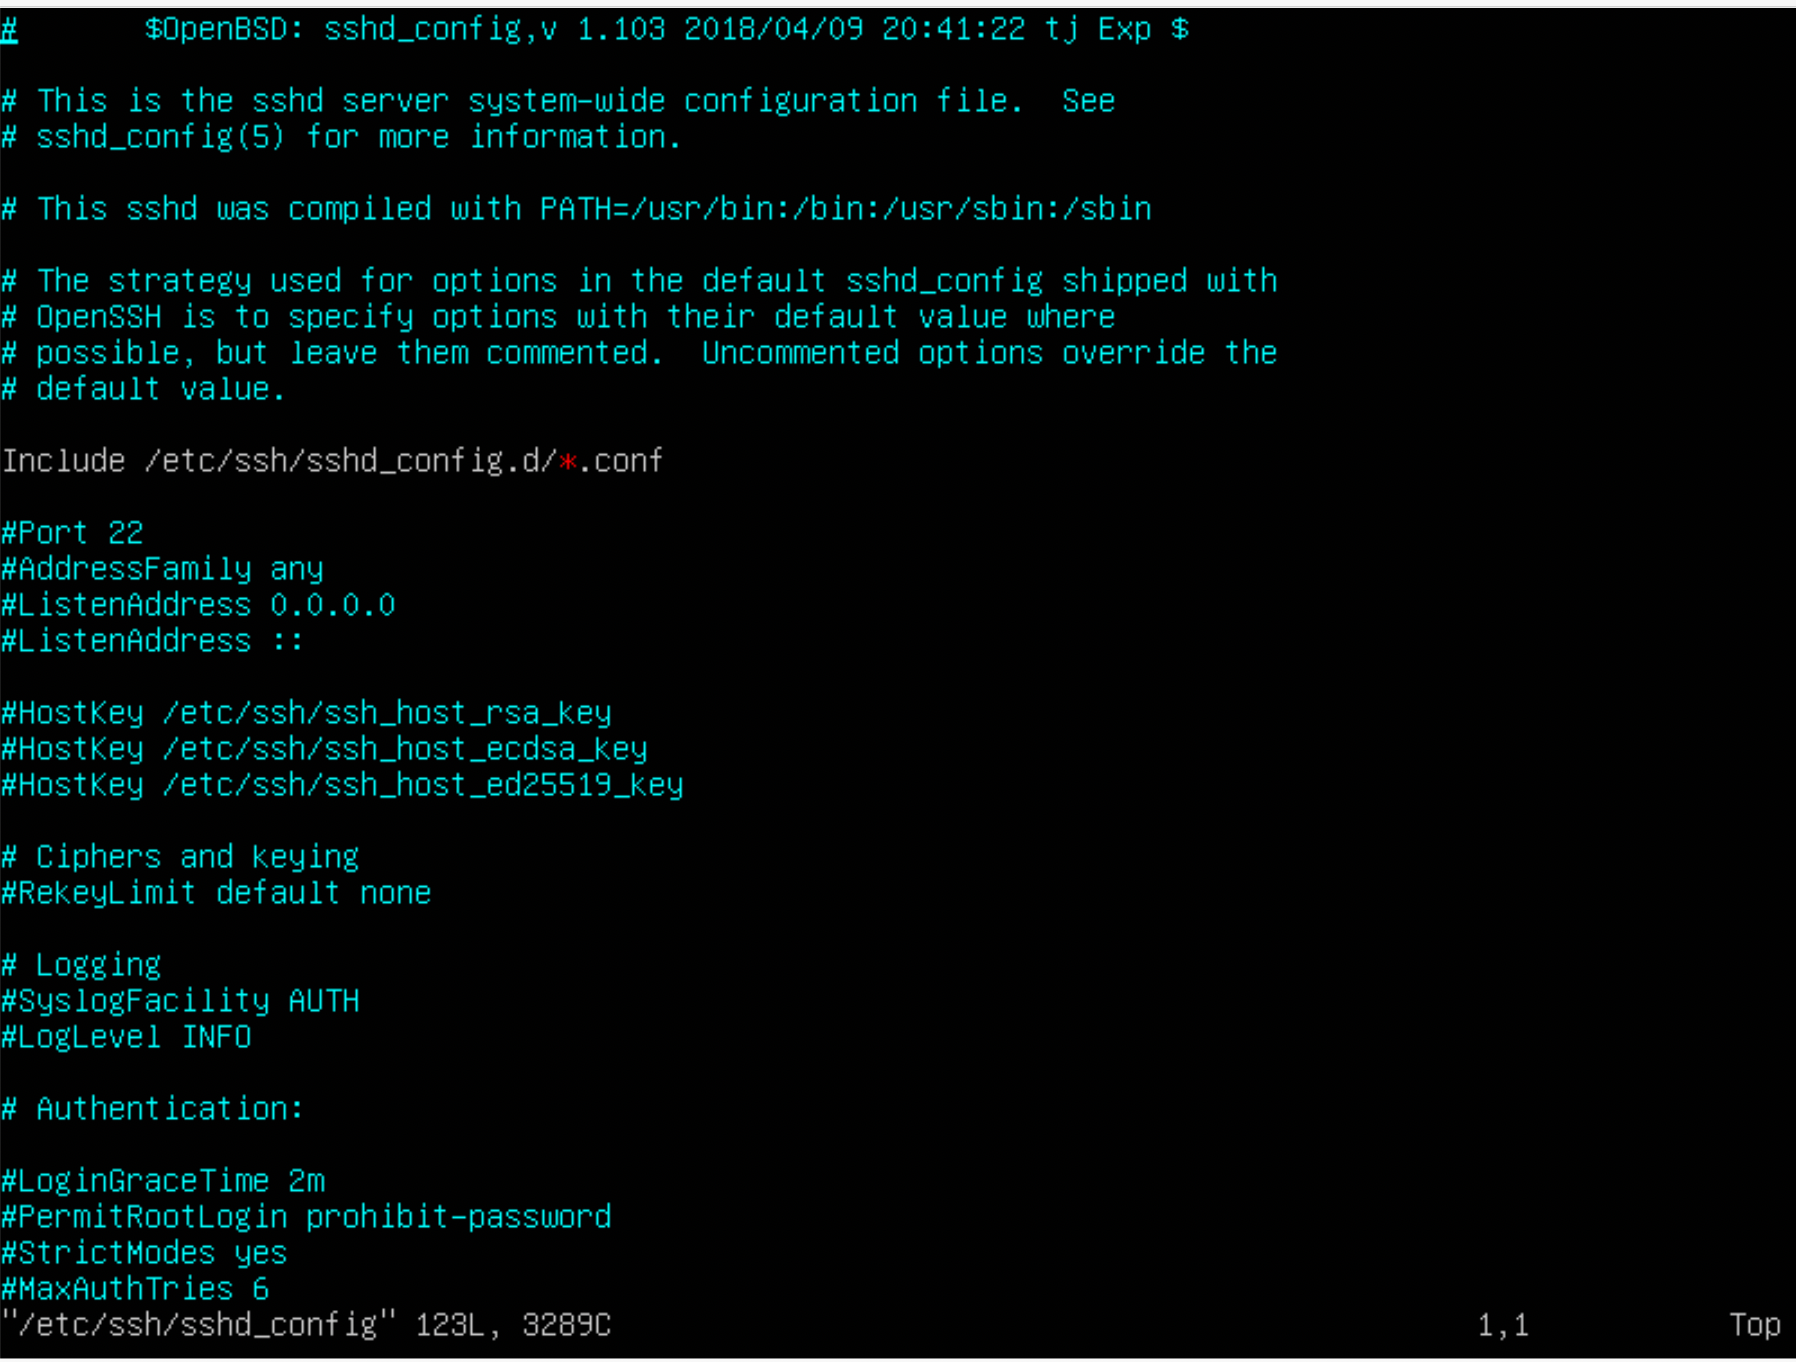 #       $OpenBSD: sshd_config,v 1.103 2018/04/09 20:41:22 tj Exp $
# This is the sshd server system-wide configuration file.  See
# sshd_config(5) for more information.
# This sshd was compiled with PATH=/usr/bin:/bin:/usr/sbin:/sbin
# The strategy used for options in the default sshd_config shipped with
# OpenSSH is to specify options with their default value where
# possible, but leave them commented.  Uncommented options override the
# default value.
Include /etc/ssh/sshd_config.d/*.conf
#Port 22
#AddressFamily any
#ListenAddress 0.0.0.0
#ListenAddress ::
#HostKey /etc/ssh/ssh_host_rsa_key
#HostKey /etc/ssh/ssh_host_ecdsa_key
#HostKey /etc/ssh/ssh_host_ed25519_key
# Ciphers and keying
#RekeyLimit default none
# Logging
#SyslogFacility AUTH
#LogLevel INFO
# Authentication:
#LoginGraceTime 2m
#PermitRootLogin prohibit-password
#StrictModes yes
#MaxAuthTries 6
"/etc/ssh/sshd_config" 123L, 3289C 1,1 Top